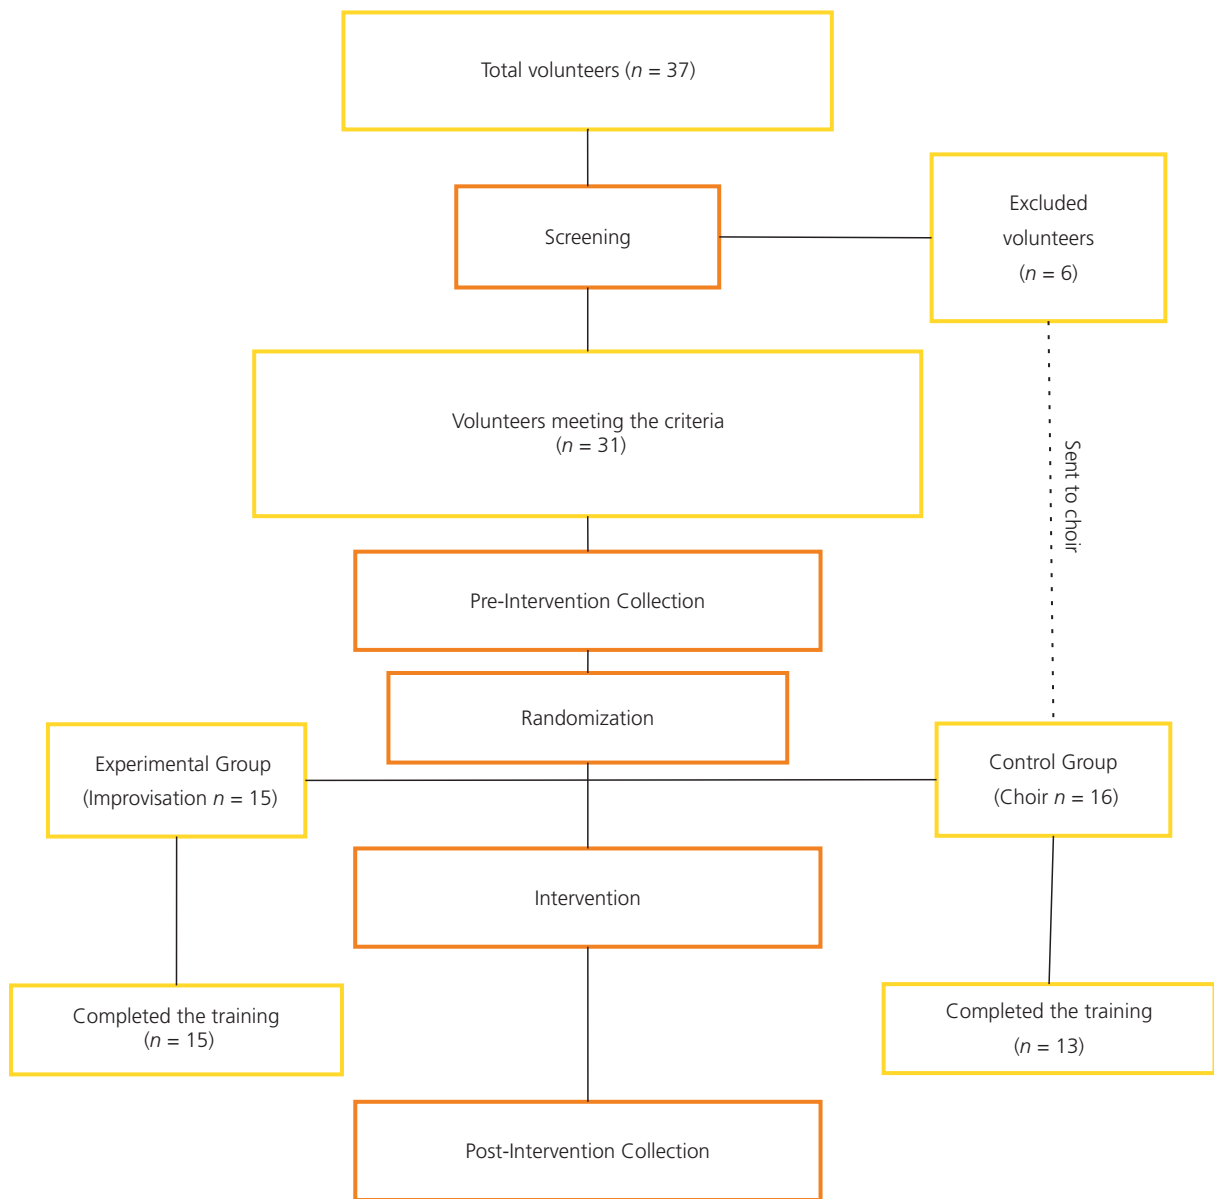 Total volunteers (n = 37)
Screening
Excluded
volunteers
(n = 6)
Volunteers meeting the criteria
(n = 31)
Sent to choir
Pre-Intervention Collection
Randomization
Experimental Group
(Improvisation n = 15)
Control Group
(Choir n = 16)
Intervention
Completed the training
(n = 15)
Completed the training
(n = 13)
Post-Intervention Collection